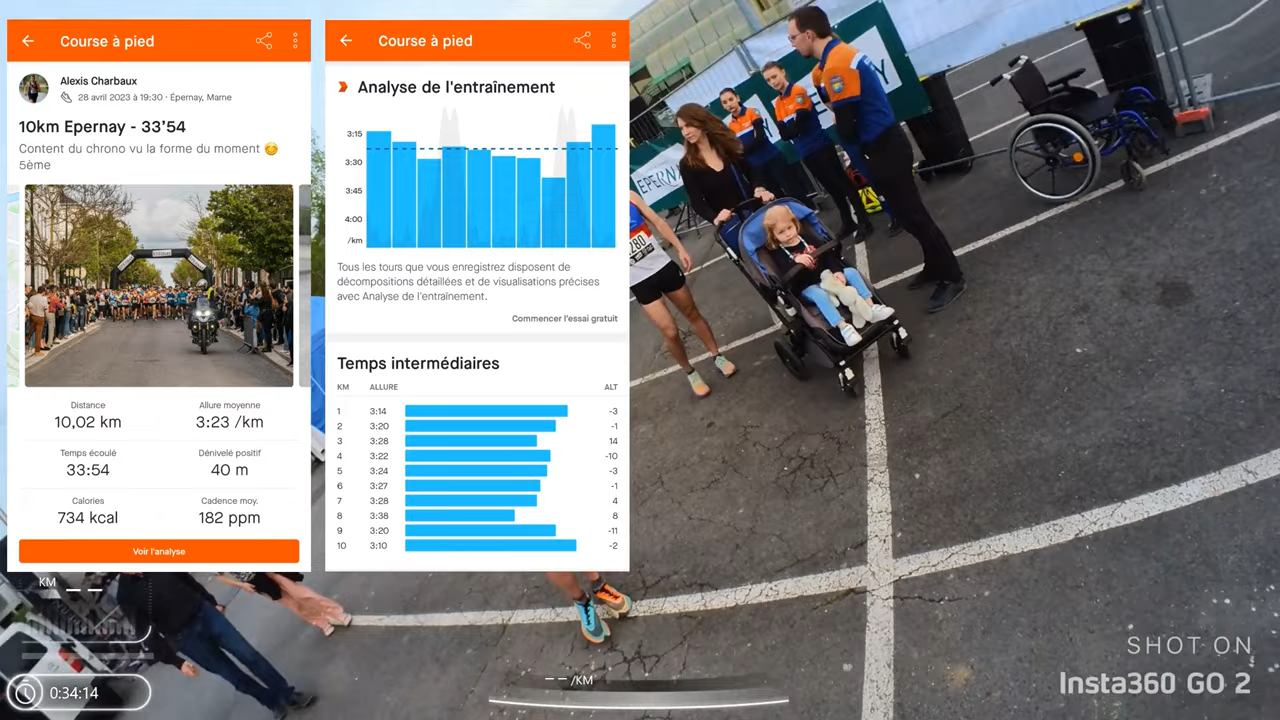 Course à pied
Alexis Charbaux
28 avril 2023 à 19:30 · Épernay, Marne
10km Epernay - 33'54
Content du chrono vu la forme du moment
5ème
Distance
10,02 km
Allure moyenne
3:23 /km
Temps écoulé
33:54
Dénivelé positif
40 m
Calories
734 kcal
Cadence moy.
182 ppm
Voir l'analyse
Course à pied
Analyse de l'entraînement
3:15
3:30
3:45
4:00
/km
Tous les tours que vous enregistrez disposent de
décompositions détaillées et de visualisations précises
avec Analyse de l'entraînement.
Commencer l'essai gratuit
Temps intermédiaires
KM ALLURE ALT
1 3:14 -3
2 3:20 -1
3 3:28 14
4 3:22 -10
5 3:24 -3
6 3:27 -1
7 3:28 4
8 3:38 8
9 3:20 -11
10 3:10 -2
EPERNAY
280
Y
KM
-- /KM
0:34:14
SHOT ON
Insta360 GO 2